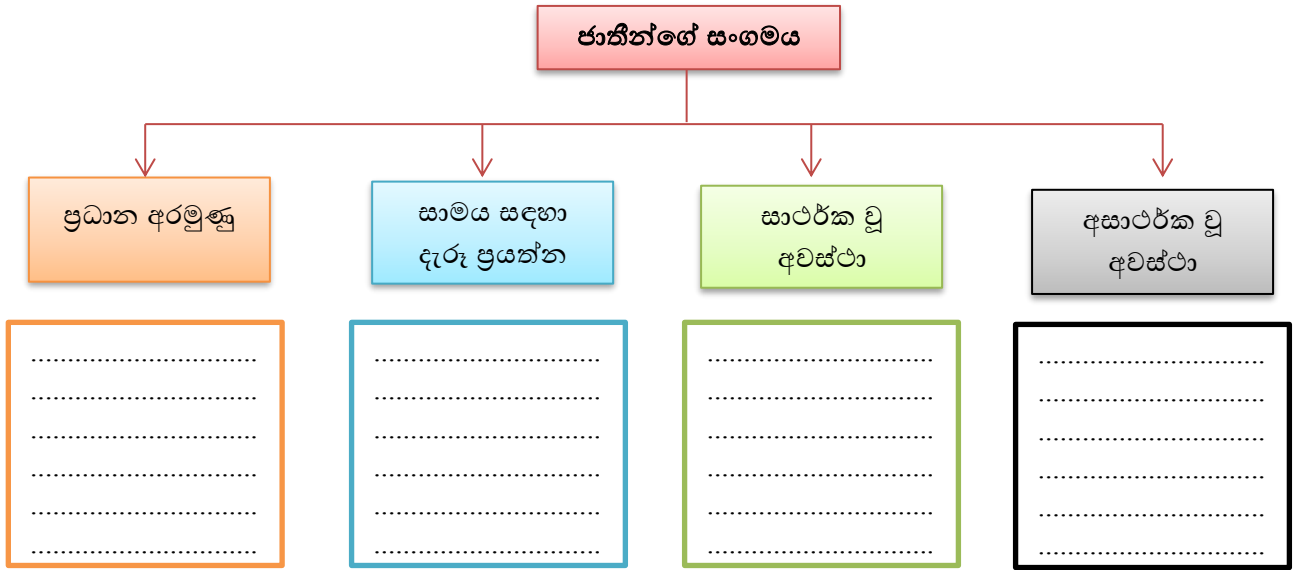 ජාතීන්ගේ සංගමය
ප්‍රධාන අරමුණු
සාමය සඳහා
දැරූ ප්‍රයත්න
සාර්ථක වූ
අවස්ථා
අසාර්ථක වූ
අවස්ථා